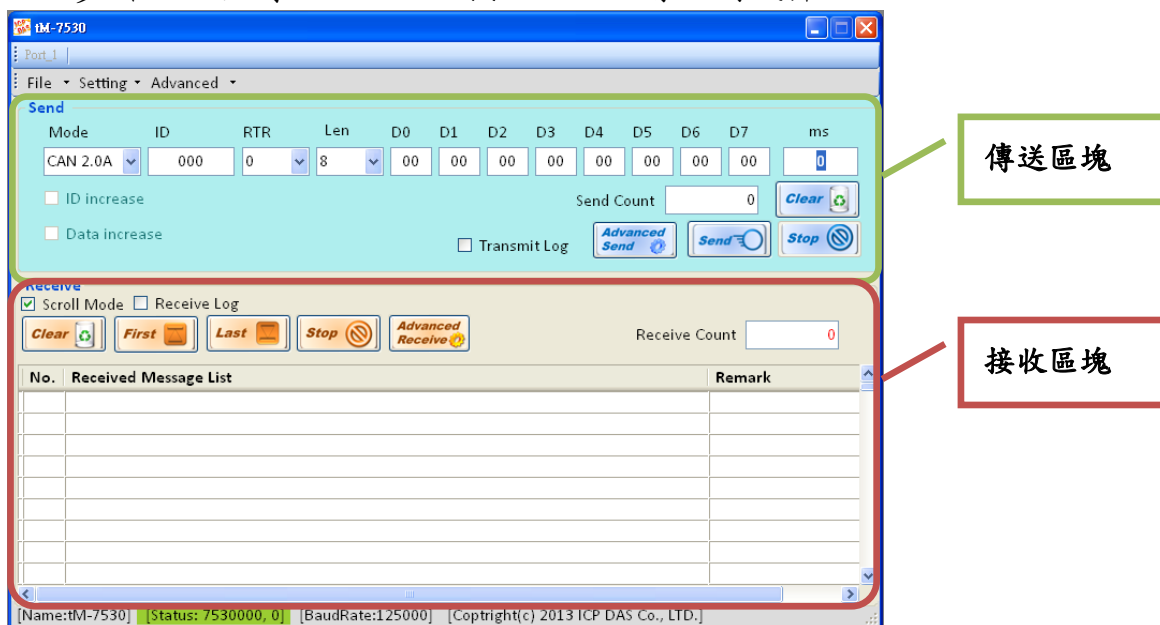 tM-7530
Port_1
File Setting Advanced
Send
Mode ID RTR Len D0 D1 D2 D3 D4 D5 D6 D7 ms
CAN 2.0A 000 0 8 00 00 00 00 00 00 00 00 0
傳送區塊
ID increase
Send Count 0 Clear
Data increase
Transmit Log Advanced Send Send Stop
Receive
Scroll Mode Receive Log
Clear First Last Stop Advanced Receive Receive Count 0
接收區塊
No. Received Message List Remark
[Name:tM-7530] [Status: 7530000, 0] [BaudRate:125000] [Coptright(c) 2013 ICP DAS Co., LTD.]